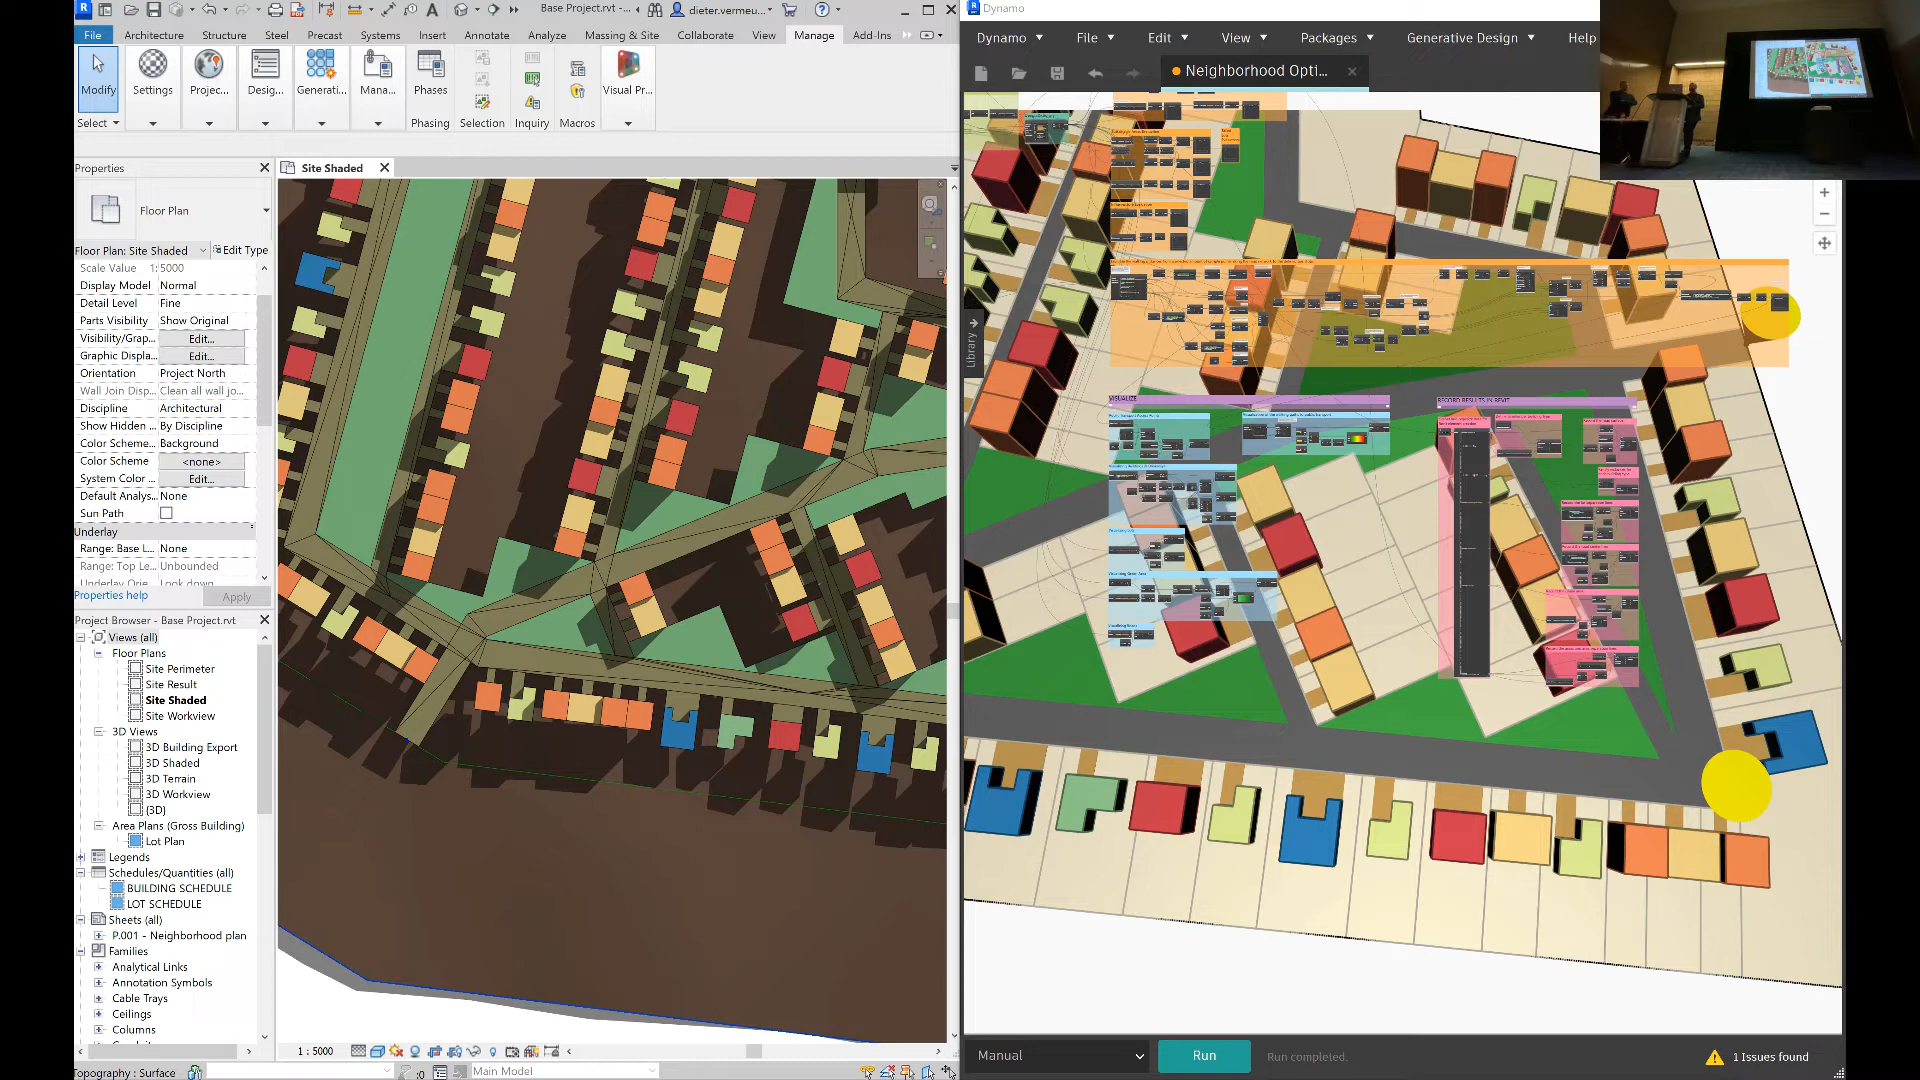 Base Project.rvt -...
dieter.vermeu...
File
Architecture
Structure
Steel
Precast
Systems
Insert
Annotate
Analyze
Massing & Site
Collaborate
View
Manage
Add-Ins
Modify
Settings
Projec...
Desig...
Generati...
Mana...
Phases
Visual Pr...
Select
Phasing
Selection
Inquiry
Macros
Properties
Site Shaded
Floor Plan
Floor Plan: Site Shaded
Edit Type
Scale Value 1:5000
Display Model Normal
Detail Level Fine
Parts Visibility Show Original
Visibility/Grap... Edit...
Graphic Displa... Edit...
Orientation Project North
Wall Join Disp... Clean all wall jo...
Discipline Architectural
Show Hidden ... By Discipline
Color Scheme... Background
Color Scheme <none>
System Color ... Edit...
Default Analys... None
Sun Path
Underlay
Range: Base L... None
Range: Top Le... Unbounded
Underlay Orie... Look down
Properties help
Apply
Project Browser - Base Project.rvt
Views (all)
Floor Plans
Site Perimeter
Site Result
Site Shaded
Site Workview
3D Views
3D Building Export
3D Shaded
3D Terrain
3D Workview
{3D}
Area Plans (Gross Building)
Lot Plan
Legends
Schedules/Quantities (all)
BUILDING SCHEDULE
LOT SCHEDULE
Sheets (all)
P.001 - Neighborhood plan
Families
Analytical Links
Annotation Symbols
Cable Trays
Ceilings
Columns
1 : 5000
Topography : Surface
:0
Main Model
Dynamo
Dynamo
File
Edit
View
Packages
Generative Design
Help
Neighborhood Opti...
Library
VISUALIZE
RECORD RESULTS IN REVIT
Manual
Run
Run completed.
1 Issues found